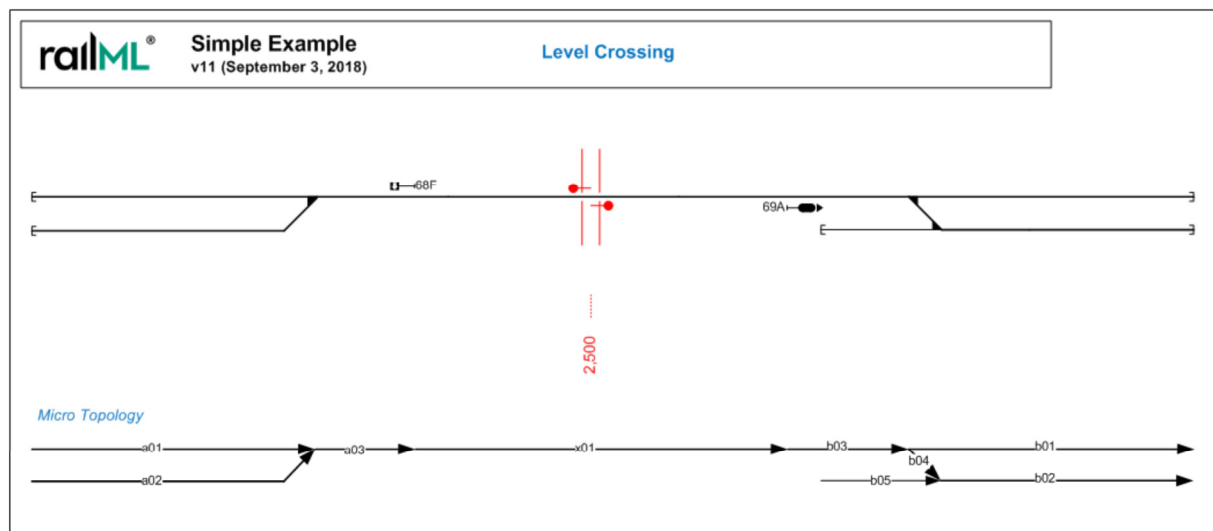 railML®
Simple Example
v11 (September 3, 2018)
Level Crossing
68F
69A
2,500
Micro Topology
a01
a03
x01
b03
b01
a02
b04
b05
b02